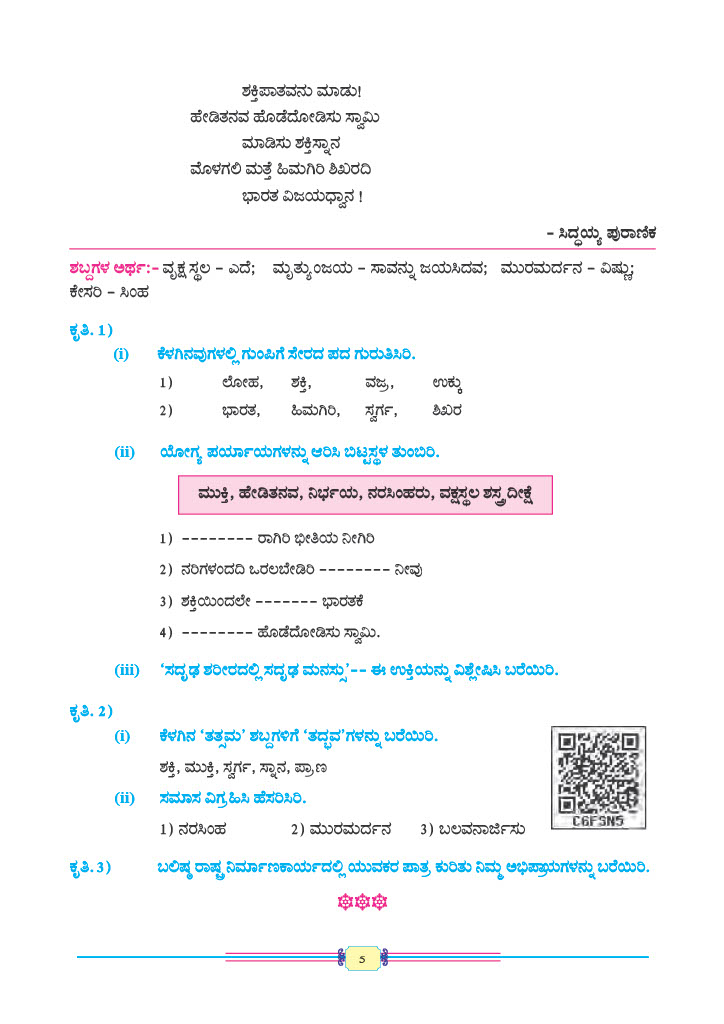 ಶಕ್ತಿಪಾತವನು ಮಾಡು!
ಹೇಡಿತನವ ಹೊಡೆದೋಡಿಸು ಸ್ವಾಮಿ
ಮಾಡಿಸು ಶಕ್ತಿಸ್ನಾನ
ಮೊಳಗಲಿ ಮತ್ತೆ ಹಿಮಗಿರಿ ಶಿಖರದಿ
ಭಾರತ ವಿಜಯಧ್ವಾನ !
– ಸಿದ್ಧಯ್ಯ ಪುರಾಣಿಕ
ಶಬ್ದಗಳ ಅರ್ಥ:- ವೃಕ್ಷಸ್ಥಲ – ಎದೆ; ಮೃತ್ಯುಂಜಯ – ಸಾವನ್ನು ಜಯಸಿದವ; ಮುರಮರ್ದನ – ವಿಷ್ಣು;
ಕೇಸರಿ – ಸಿಂಹ
ಕೃತಿ. 1)
(i) ಕೆಳಗಿನವುಗಳಲ್ಲಿ ಗುಂಪಿಗೆ ಸೇರದ ಪದ ಗುರುತಿಸಿರಿ.
1) ಲೋಹ, ಶಕ್ತಿ, ವಜ್ರ, ಉಕ್ಕು
2) ಭಾರತ, ಹಿಮಗಿರಿ, ಸ್ವರ್ಗ, ಶಿಖರ
(ii) ಯೋಗ್ಯ ಪರ್ಯಾಯಗಳನ್ನು ಆರಿಸಿ ಬಿಟ್ಟಸ್ಥಳ ತುಂಬಿರಿ.
ಮುಕ್ತಿ, ಹೇಡಿತನವ, ನಿರ್ಭಯ, ನರಸಿಂಹರು, ವಕ್ಷಸ್ಥಲ ಶಸ್ತ್ರದೀಕ್ಷೆ
1) -------- ರಾಗಿರಿ ಭೀತಿಯ ನೀಗಿರಿ
2) ನರಿಗಳಂದದಿ ಒರಲಬೇಡಿರಿ -------- ನೀವು
3) ಶಕ್ತಿಯಿಂದಲೇ ------- ಭಾರತಕೆ
4) -------- ಹೊಡೆದೋಡಿಸು ಸ್ವಾಮಿ.
(iii) ‘ಸದೃಢ ಶರೀರದಲ್ಲಿ ಸದೃಢ ಮನಸ್ಸು’-- ಈ ಉಕ್ತಿಯನ್ನು ವಿಶ್ಲೇಷಿಸಿ ಬರೆಯಿರಿ.
ಕೃತಿ. 2)
(i) ಕೆಳಗಿನ ‘ತತ್ಸಮ’ ಶಬ್ದಗಳಿಗೆ ‘ತದ್ಭವ’ಗಳನ್ನು ಬರೆಯಿರಿ.
ಶಕ್ತಿ, ಮುಕ್ತಿ, ಸ್ವರ್ಗ, ಸ್ನಾನ, ಪ್ರಾಣ
(ii) ಸಮಾಸ ವಿಗ್ರಹಿಸಿ ಹೆಸರಿಸಿರಿ.
1) ನರಸಿಂಹ 2) ಮುರಮರ್ದನ 3) ಬಲವನಾರ್ಜಿಸು
C6FSN5
ಕೃತಿ. 3) ಬಲಿಷ್ಠ ರಾಷ್ಟ್ರನಿರ್ಮಾಣಕಾರ್ಯದಲ್ಲಿ ಯುವಕರ ಪಾತ್ರ ಕುರಿತು ನಿಮ್ಮ ಅಭಿಪ್ರಾಯಗಳನ್ನು ಬರೆಯಿರಿ.
5